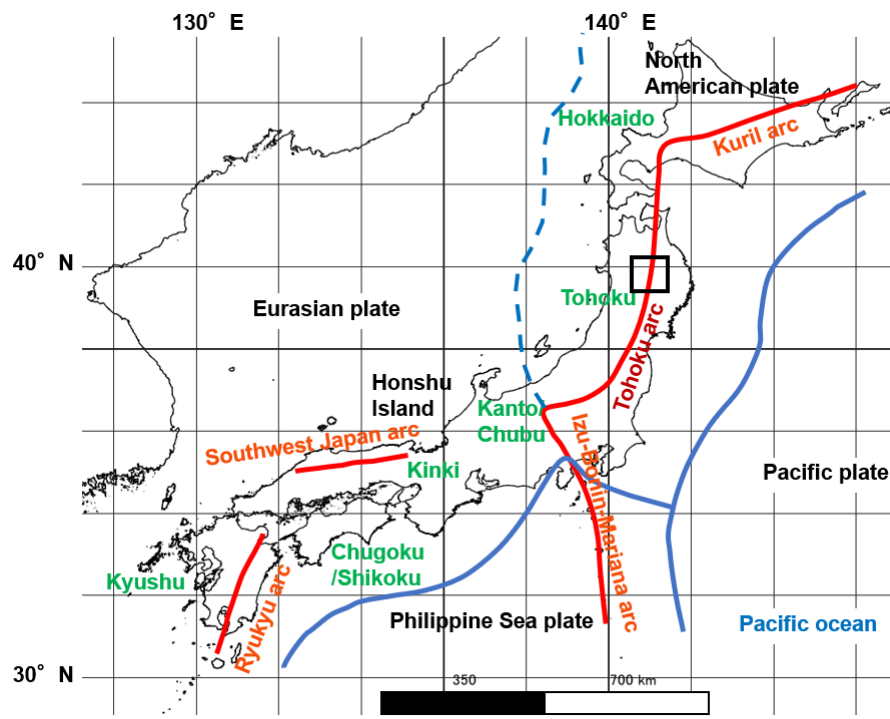 130° E
140° E
North
American plate
Hokkaido
Kuril arc
40° N
Tohoku
Eurasian plate
Tohoku arc
Honshu
Island
Kanto/
Chubu
Izu-Bonin-Mariana arc
Southwest Japan arc
Kinki
Pacific plate
Chugoku
/Shikoku
Kyushu
Ryukyu arc
Philippine Sea plate
Pacific ocean
30° N
350
700 km